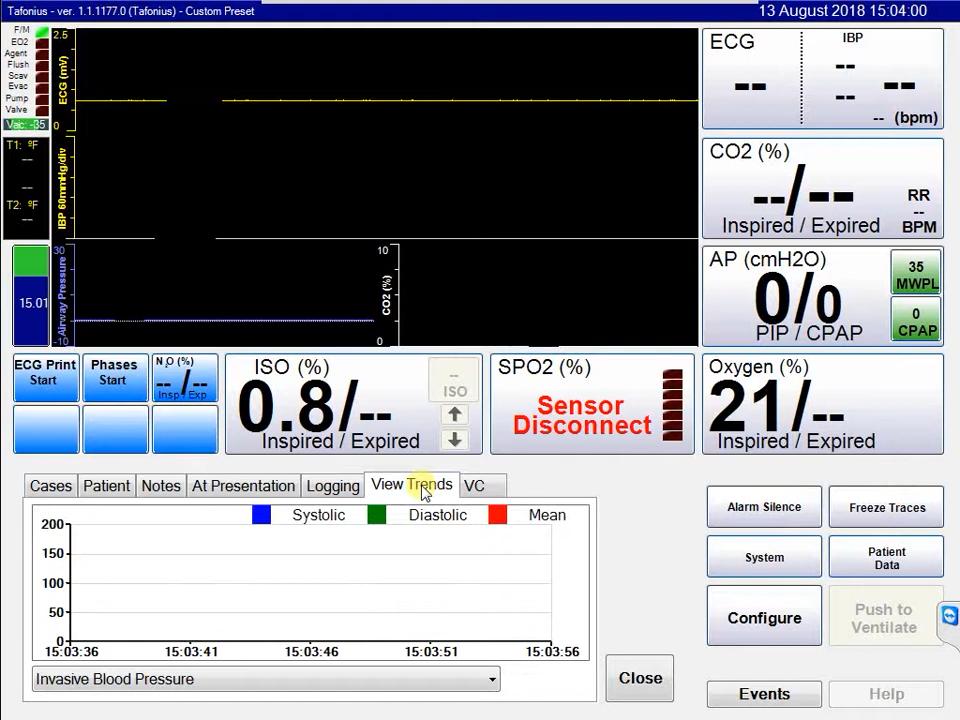 Tafonius - ver. 1.1.1177.0 (Tafonius) - Custom Preset
13 August 2018 15:04:00
F/M
EO2
Agent
Flush
Scav
Evac
Pump
Valve
Vac: -35
T1: ºF
--
--
T2: ºF
--
15.01
2.5
ECG (mV)
0
IBP 60mmHg/div
30
Airway Pressure
-10
10
CO2 (%)
0
ECG
--
IBP
--
--
--
-- (bpm)
CO2 (%)
--/--
Inspired / Expired
RR
--
BPM
AP (cmH2O)
0/0
PIP / CPAP
35
MWPL
0
CPAP
ECG Print
Start
Phases
Start
N2O (%)
-- /--
Insp / Exp
ISO (%)
0.8/--
Inspired / Expired
--
ISO
SPO2 (%)
Sensor
Disconnect
Oxygen (%)
21/--
Inspired / Expired
Cases
Patient
Notes
At Presentation
Logging
View Trends
VC
Systolic
Diastolic
Mean
200
150
100
50
0
15:03:36
15:03:41
15:03:46
15:03:51
15:03:56
Invasive Blood Pressure
Close
Alarm Silence
Freeze Traces
System
Patient
Data
Configure
Push to
Ventilate
Events
Help